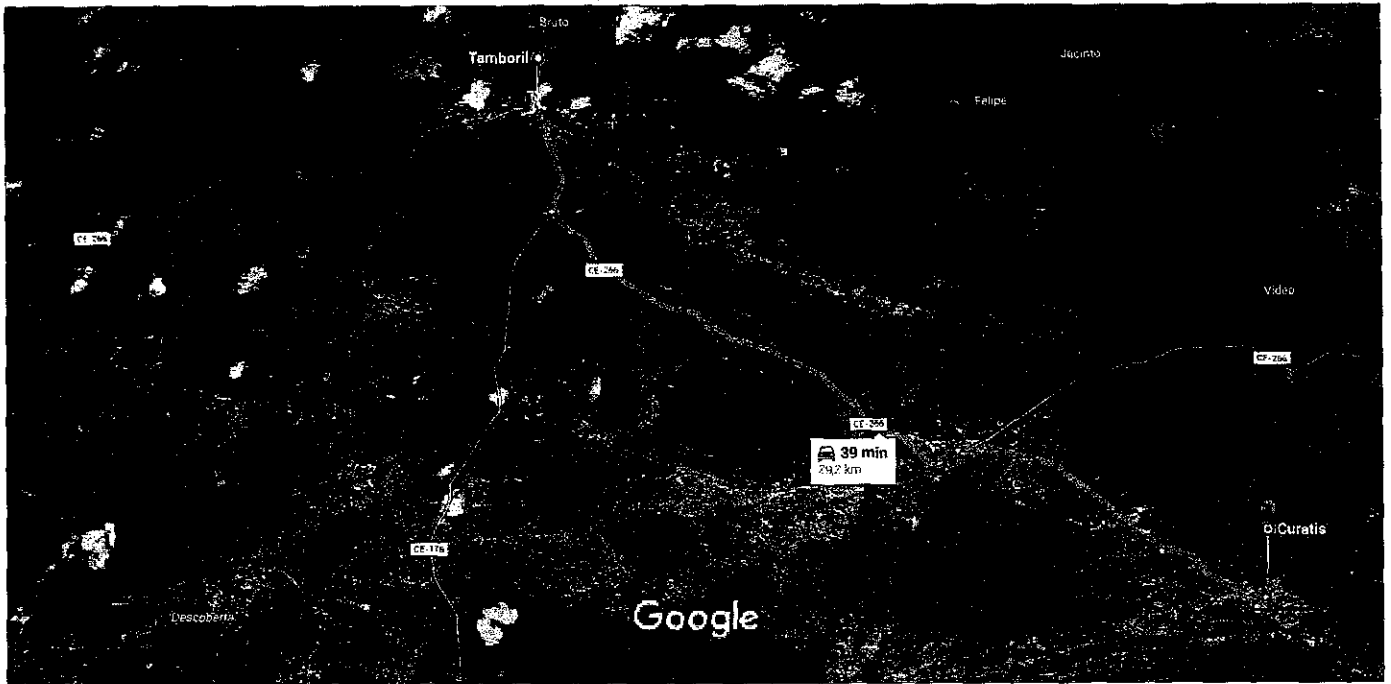 Bruto
Tamboril
Jacinto
Felipe
CE-266
CE-266
Video
CE-266
CE-266
39 min
29,2 km
Curatis
CE-176
Descoberta
Google